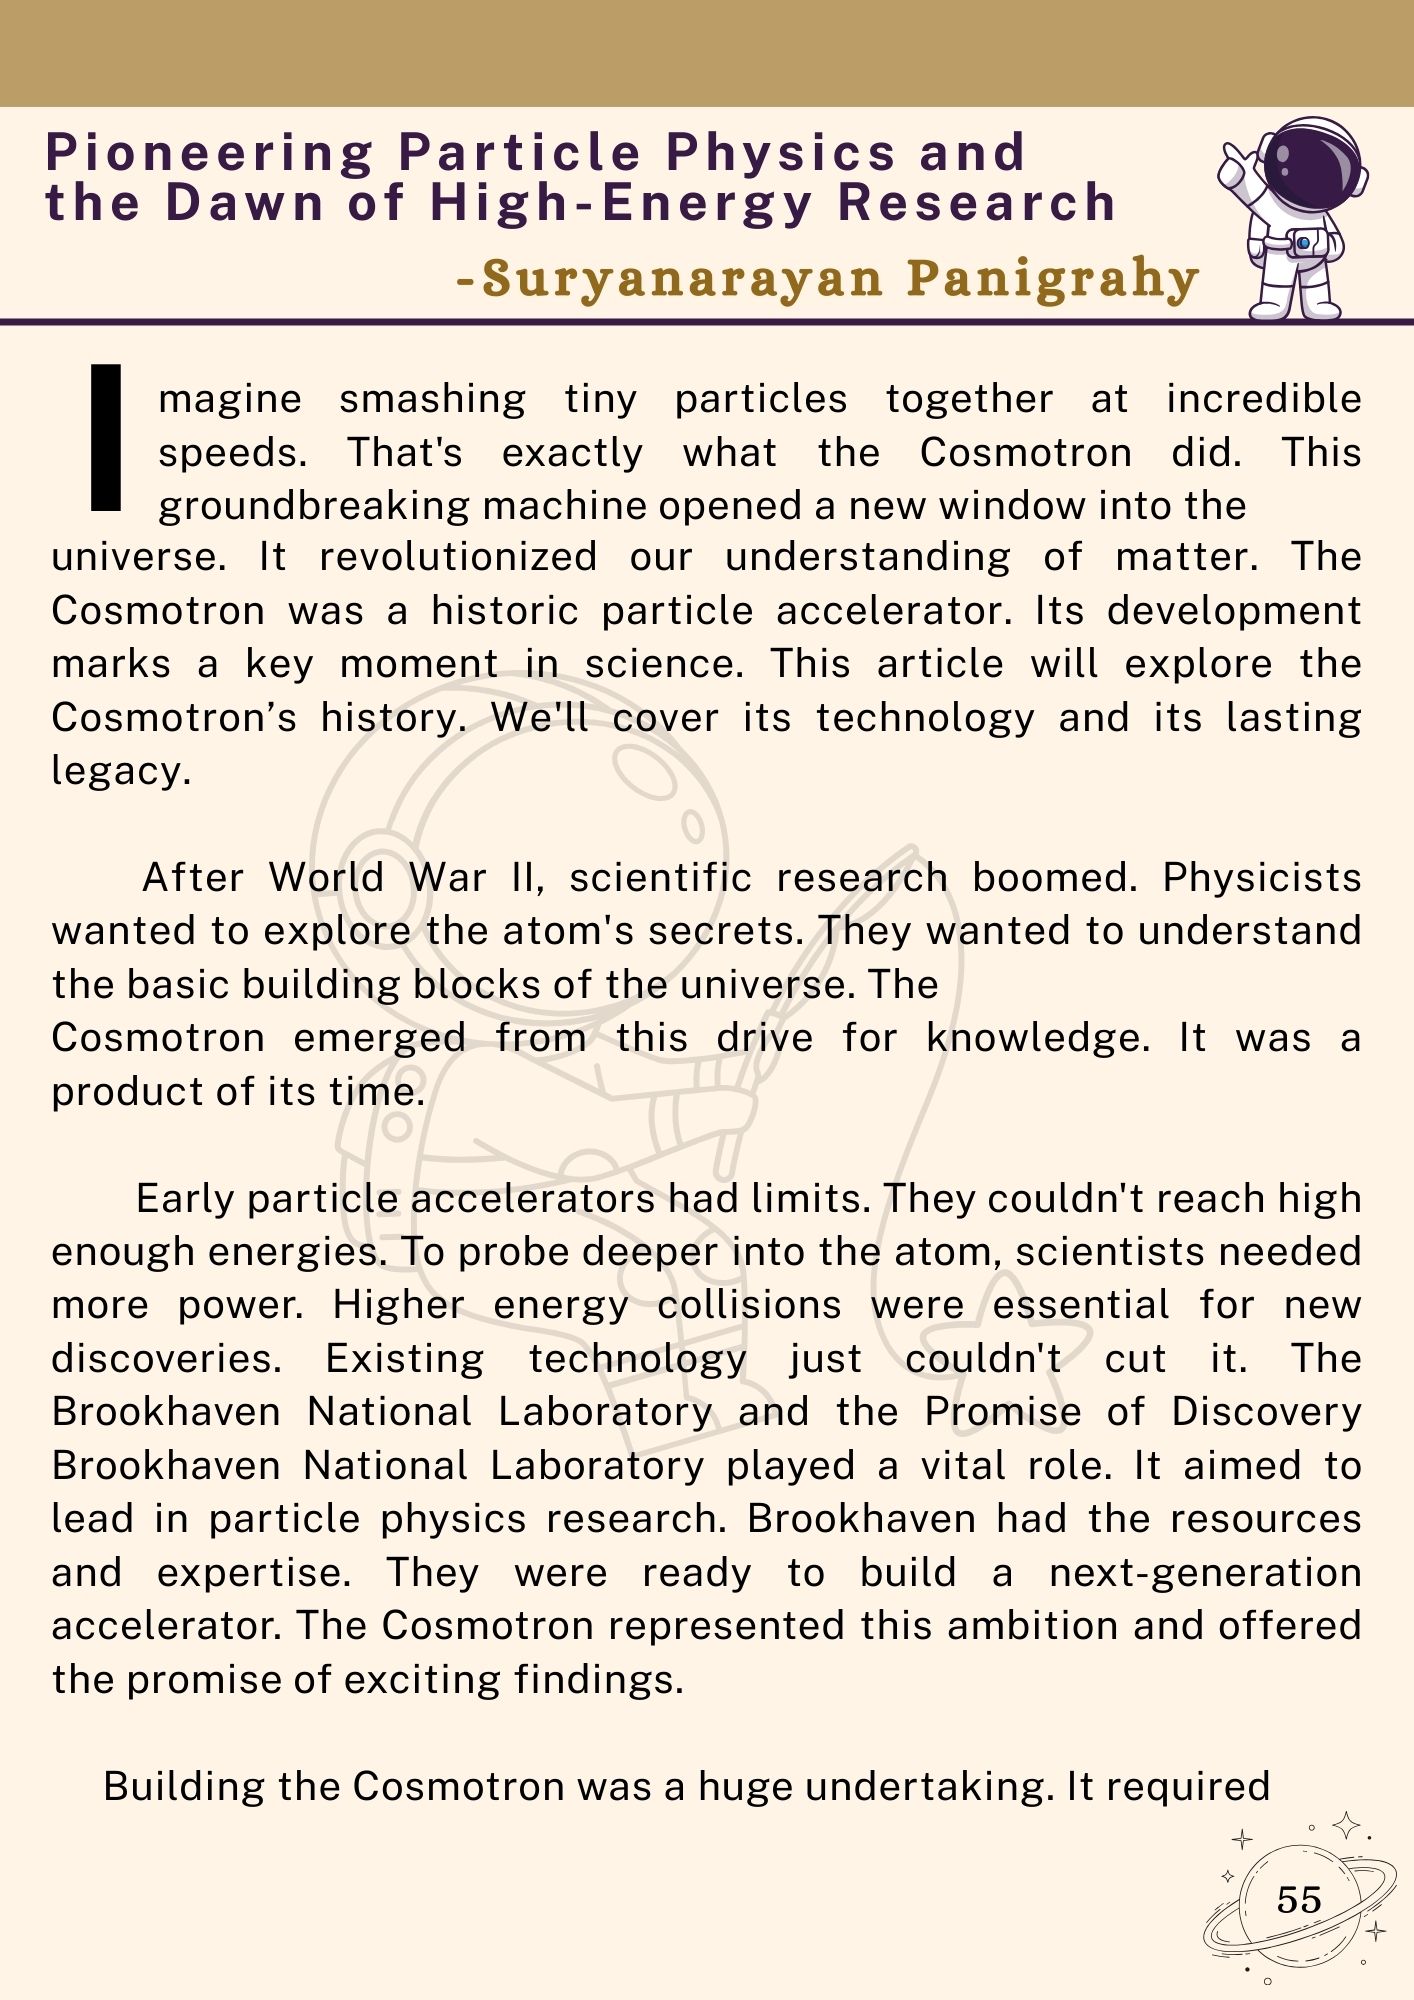 Pioneering Particle Physics and
the Dawn of High-Energy Research
-Suryanarayan Panigrahy
Imagine smashing tiny particles together at incredible
speeds. That's exactly what the Cosmotron did. This
groundbreaking machine opened a new window into the
universe. It revolutionized our understanding of matter. The
Cosmotron was a historic particle accelerator. Its development
marks a key moment in science. This article will explore the
Cosmotron’s history. We'll cover its technology and its lasting
legacy.
After World War II, scientific research boomed. Physicists
wanted to explore the atom's secrets. They wanted to understand
the basic building blocks of the universe. The
Cosmotron emerged from this drive for knowledge. It was a
product of its time.
Early particle accelerators had limits. They couldn't reach high
enough energies. To probe deeper into the atom, scientists needed
more power. Higher energy collisions were essential for new
discoveries. Existing technology just couldn't cut it. The
Brookhaven National Laboratory and the Promise of Discovery
Brookhaven National Laboratory played a vital role. It aimed to
lead in particle physics research. Brookhaven had the resources
and expertise. They were ready to build a next-generation
accelerator. The Cosmotron represented this ambition and offered
the promise of exciting findings.
Building the Cosmotron was a huge undertaking. It required
55